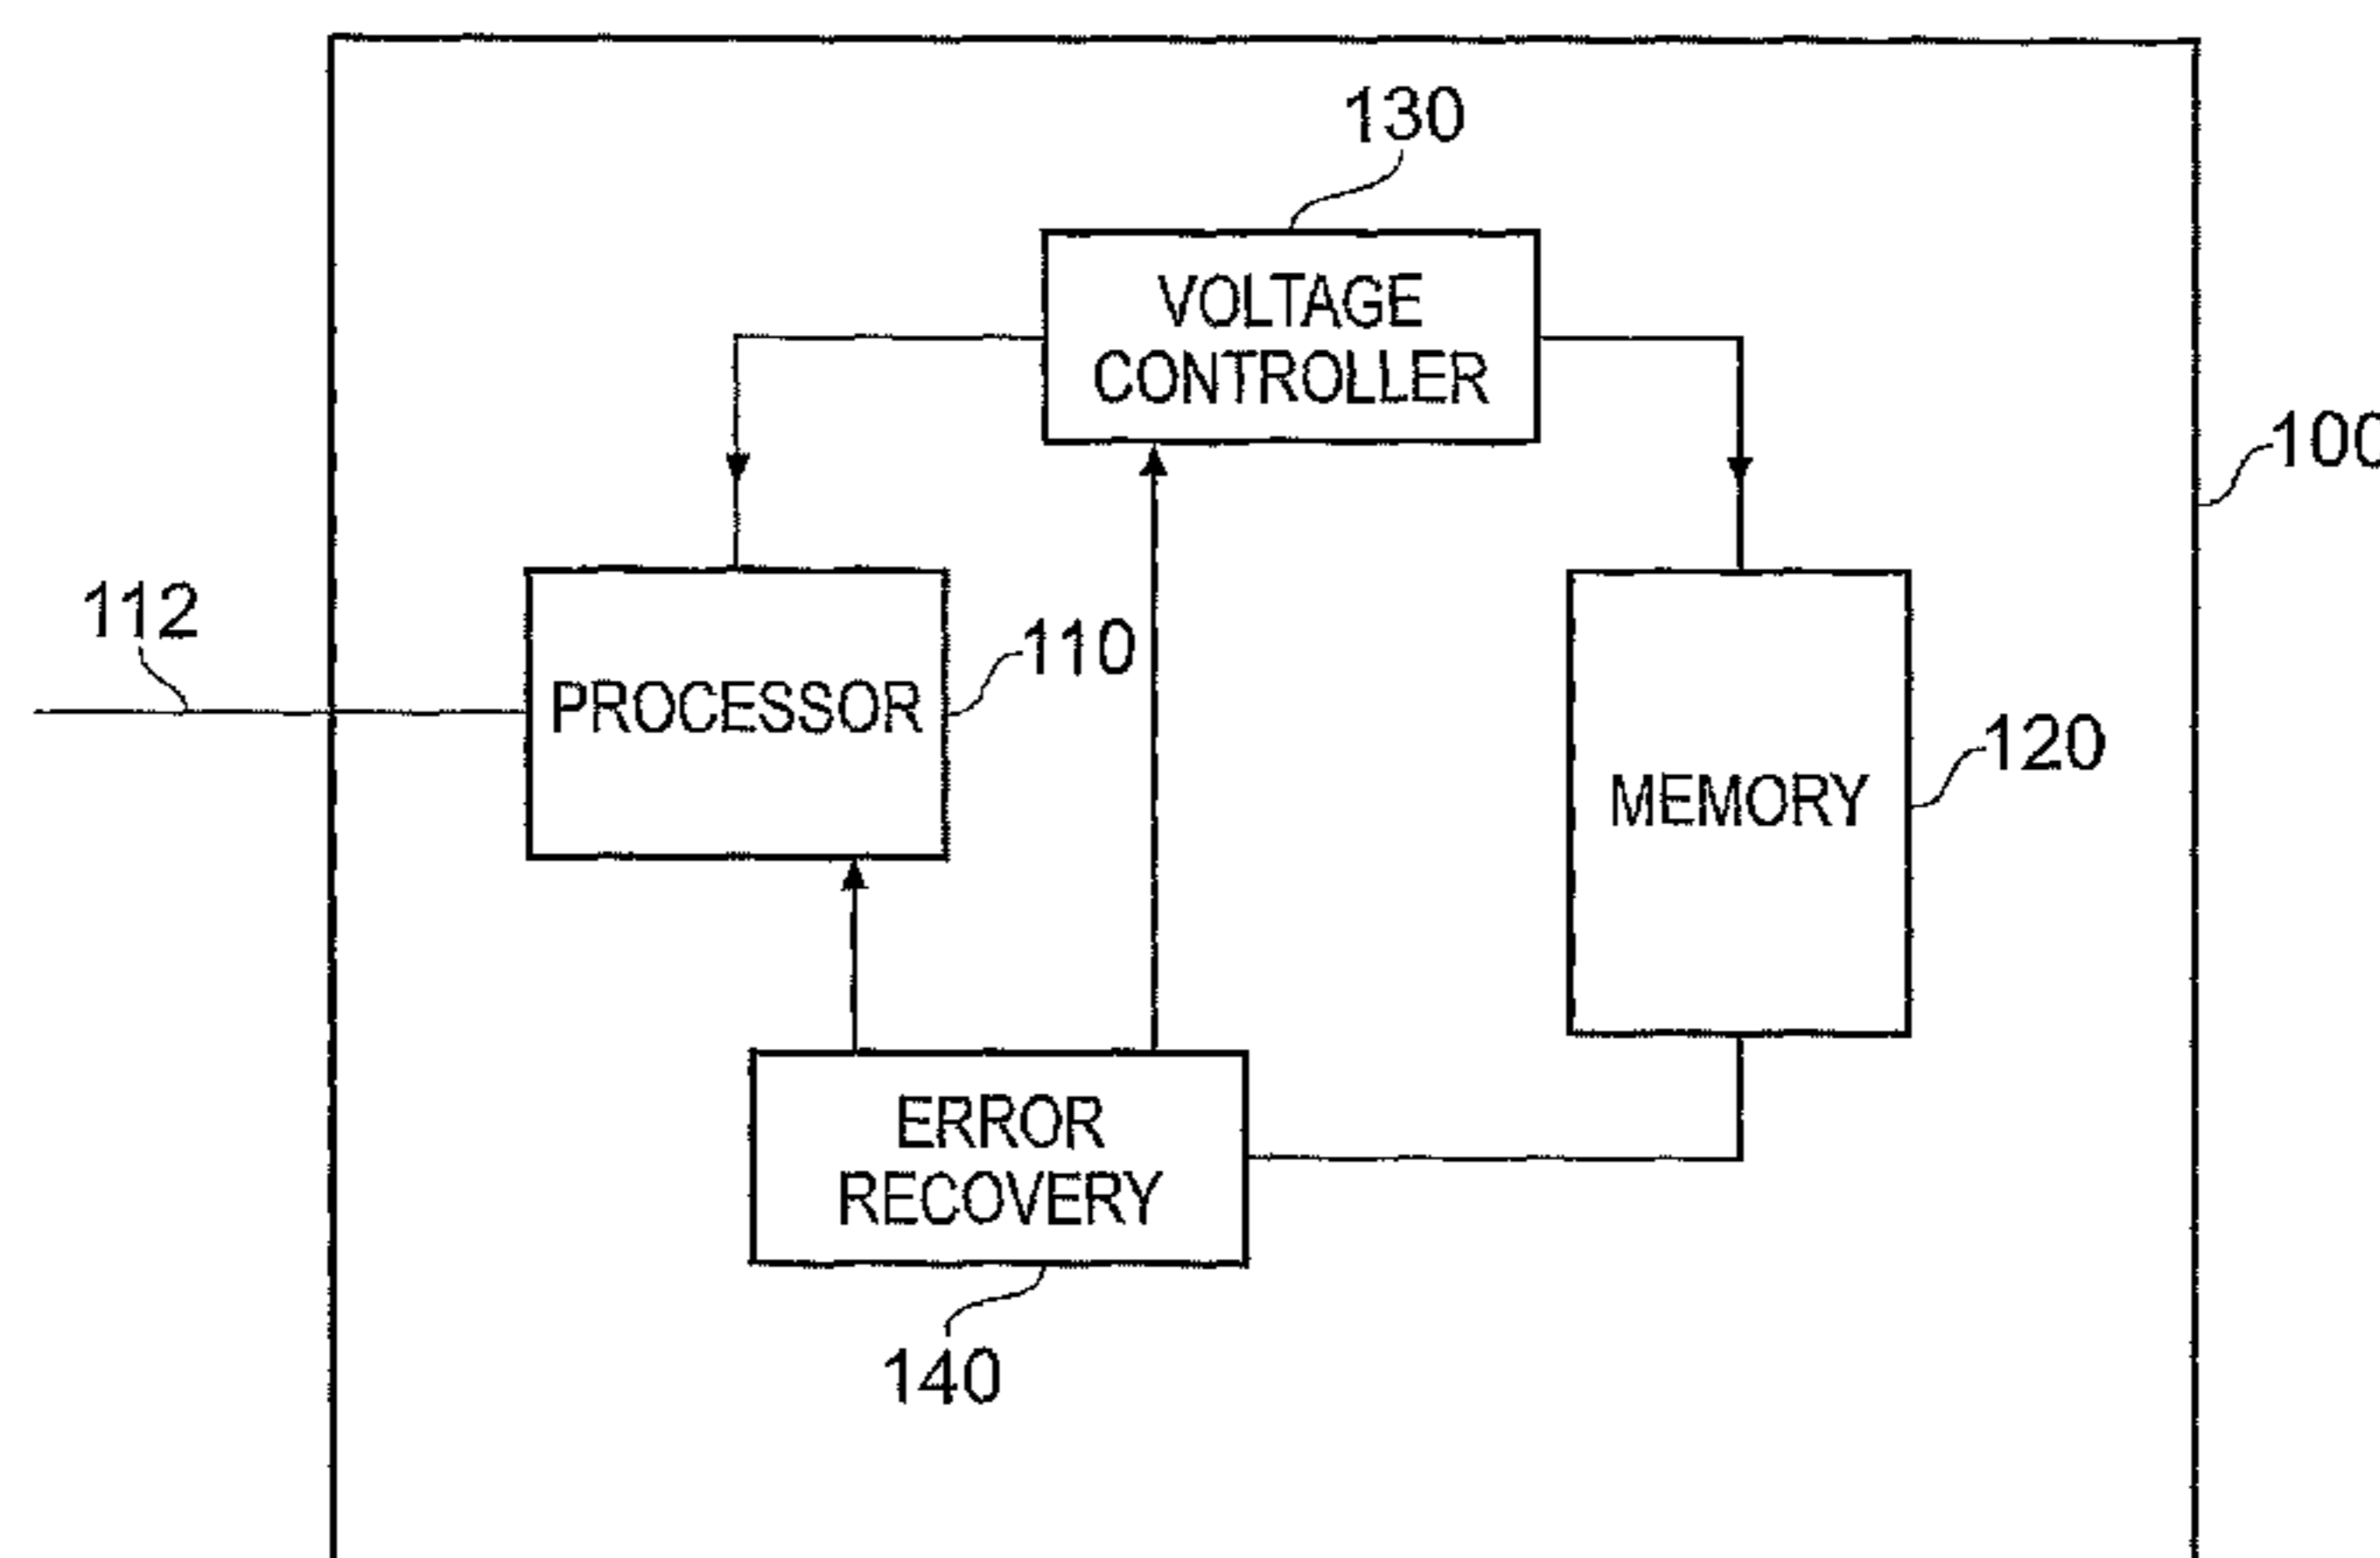 130
VOLTAGE
CONTROLLER
100
112
110
PROCESSOR
120
MEMORY
ERROR
RECOVERY
140